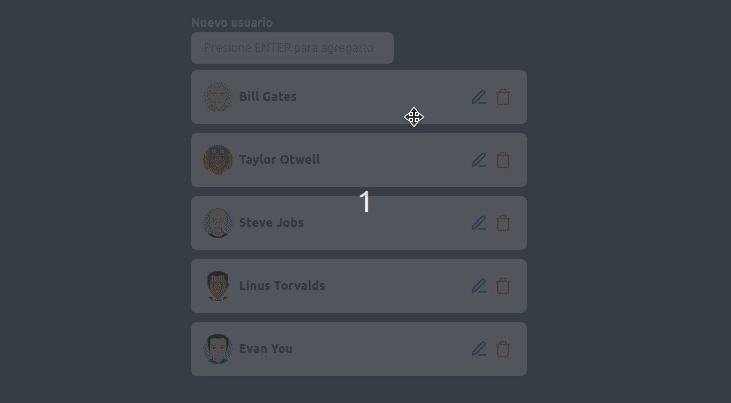 Nuevo usuario
Presione ENTER para agregarlo
Bill Gates
Taylor Otwell
1
Steve Jobs
Linus Torvalds
Evan You